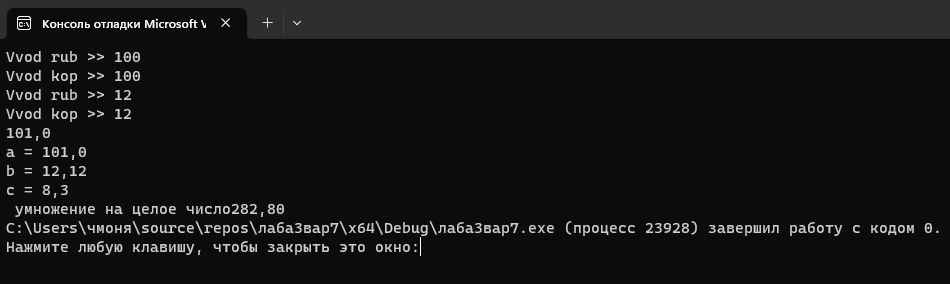 Консоль отладки Microsoft V
Vvod rub >> 100
Vvod kop >> 100
Vvod rub >> 12
Vvod kop >> 12
101,0
a = 101,0
b = 12,12
c = 8,3
умножение на целое число282,80
C:\Users\чмоня\source\repos\лаба3вар7\x64\Debug\лаба3вар7.exe (процесс 23928) завершил работу с кодом 0.
Нажмите любую клавишу, чтобы закрыть это окно: